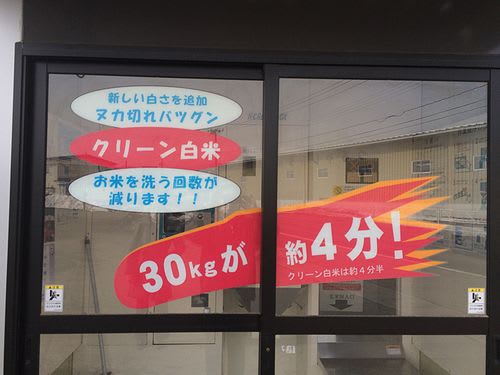 新しい白さを追加
ヌカ切れバツグン
クリーン白米
お米を洗う回数が
減ります！！
30kgが
約4分！
クリーン白米は約4分半